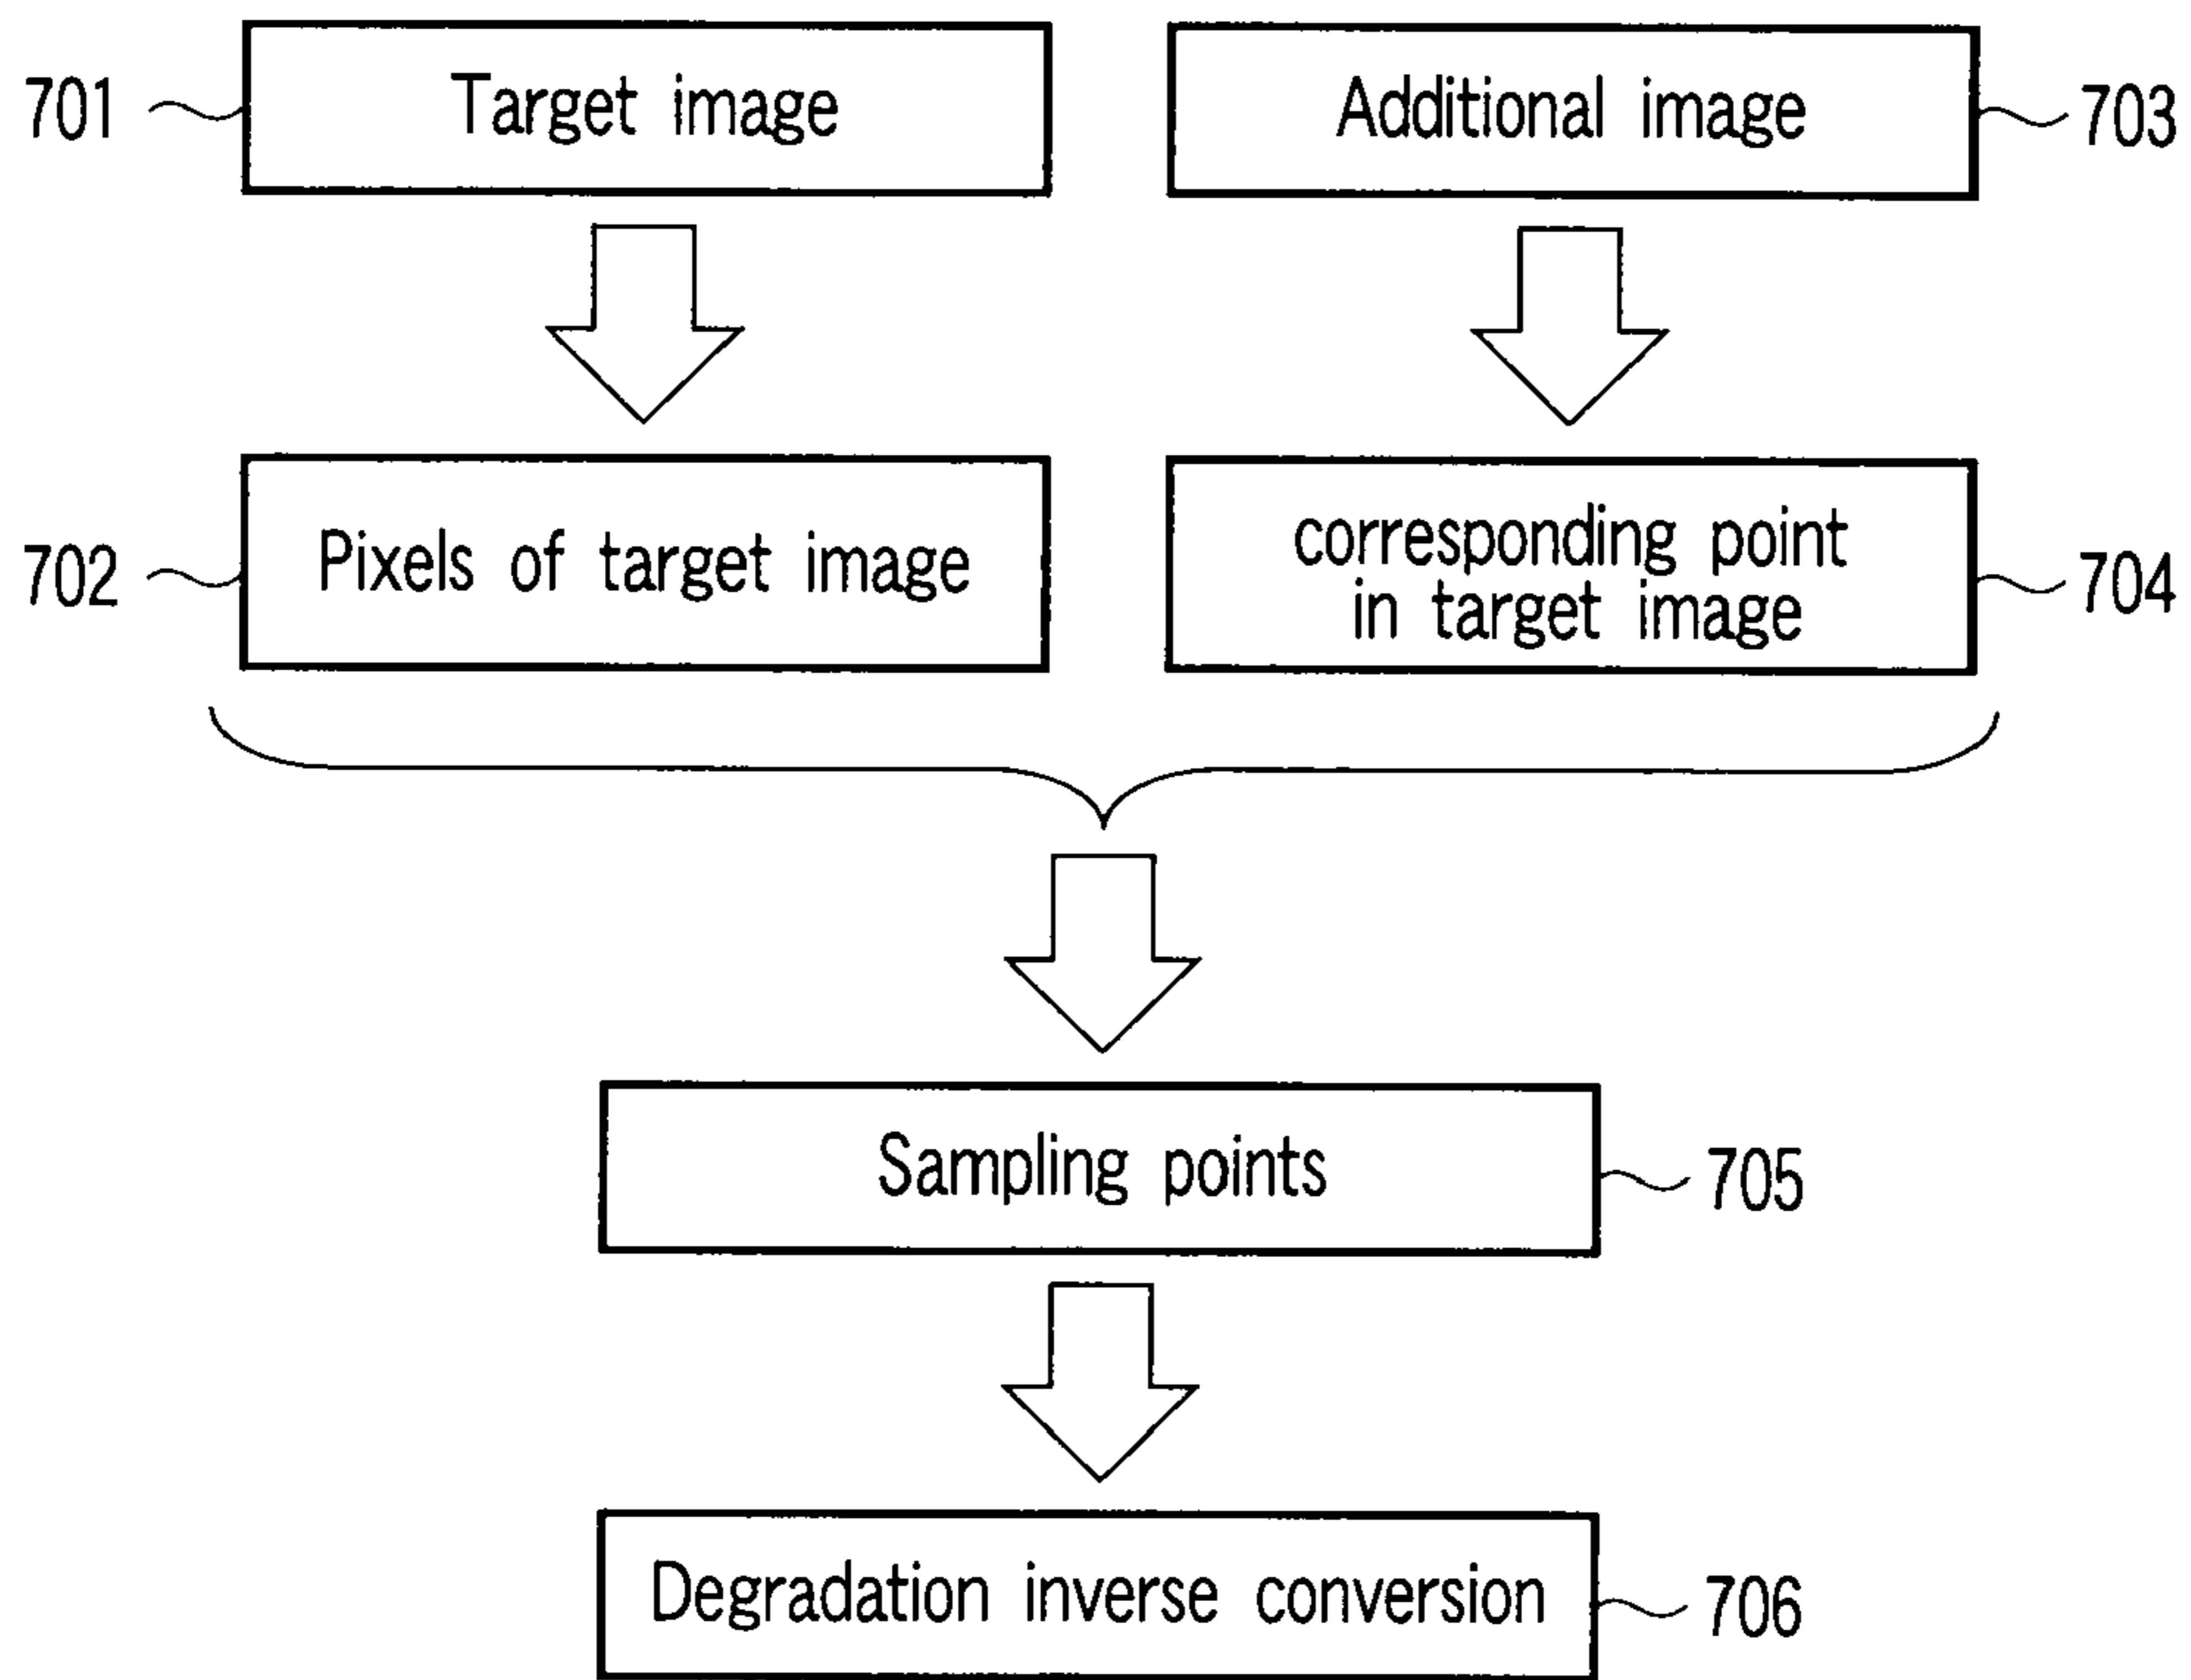 701
Target image
Additional image
703
702
Pixels of target image
corresponding point
in target image
704
Sampling points
705
Degradation inverse conversion
706